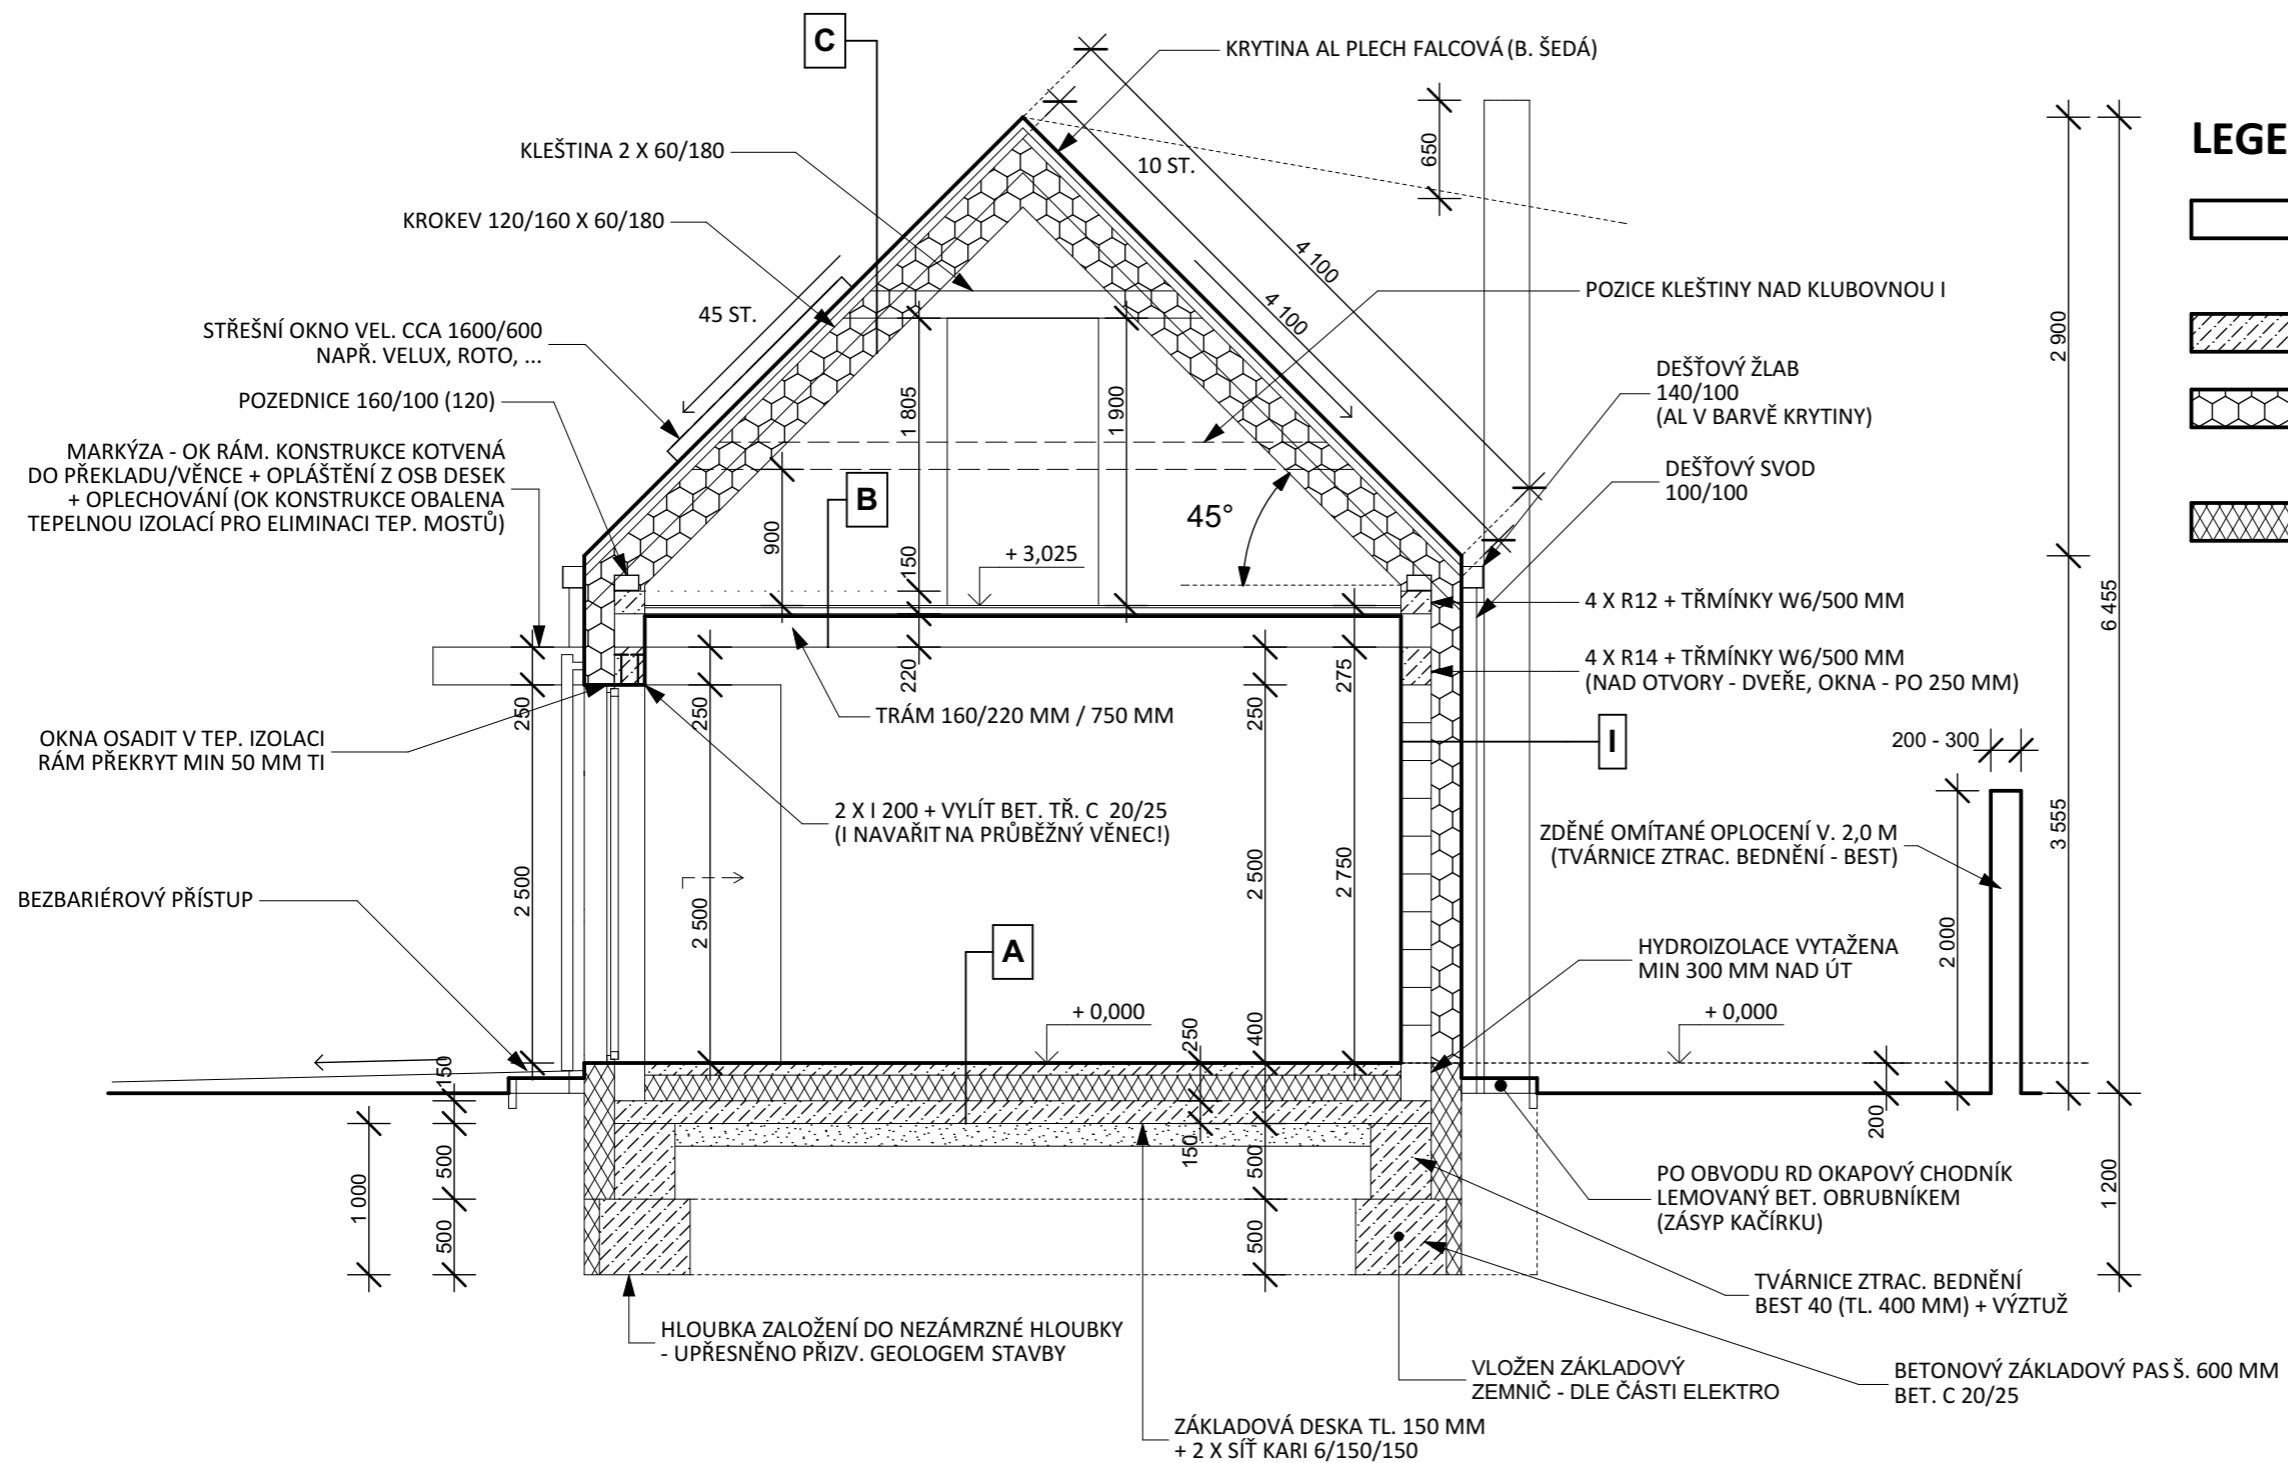 C
KRYTINA AL PLECH FALCOVÁ (B. ŠEDÁ)
LEGE
KLEŠTINA 2 X 60/180
10 ST.
650
KROKEV 120/160 X 60/180
4 100
4 100
45 ST.
POZICE KLEŠTINY NAD KLUBOVNOU I
STŘEŠNÍ OKNO VEL. CCA 1600/600
NAPŘ. VELUX, ROTO, ...
2 900
DEŠŤOVÝ ŽLAB
140/100
(AL V BARVĚ KRYTINY)
POZEDNICE 160/100 (120)
1 805
1 900
MARKÝZA - OK RÁM. KONSTRUKCE KOTVENÁ
DO PŘEKLADU/VĚNCE + OPLÁŠTĚNÍ Z OSB DESEK
+ OPLECHOVÁNÍ (OK KONSTRUKCE OBALENA
TEPELNOU IZOLACÍ PRO ELIMINACI TEP. MOSTŮ)
DEŠŤOVÝ SVOD
100/100
B
45°
900
150
+ 3,025
4 X R12 + TŘMÍNKY W6/500 MM
6 455
220
275
4 X R14 + TŘMÍNKY W6/500 MM
(NAD OTVORY - DVEŘE, OKNA - PO 250 MM)
250
250
250
TRÁM 160/220 MM / 750 MM
OKNA OSADIT V TEP. IZOLACI
RÁM PŘEKRYT MIN 50 MM TI
I
200 - 300
2 X I 200 + VYLÍT BET. TŘ. C 20/25
(I NAVAŘIT NA PRŮBĚŽNÝ VĚNEC!)
3 555
ZDĚNÉ OMÍTANÉ OPLOCENÍ V. 2,0 M
(TVÁRNICE ZTRAC. BEDNĚNÍ - BEST)
2 500
2 500
2 500
2 750
BEZBARIÉROVÝ PŘÍSTUP
A
2 000
HYDROIZOLACE VYTAŽENA
MIN 300 MM NAD ÚT
+ 0,000
250
400
+ 0,000
150
200
150
1 000
500
500
500
500
PO OBVODU RD OKAPOVÝ CHODNÍK
LEMOVANÝ BET. OBRUBNÍKEM
(ZÁSYP KAČÍRKU)
1 200
TVÁRNICE ZTRAC. BEDNĚNÍ
BEST 40 (TL. 400 MM) + VÝZTUŽ
HLOUBKA ZALOŽENÍ DO NEZÁMRZNÉ HLOUBKY
- UPŘESNĚNO PŘIZV. GEOLOGEM STAVBY
VLOŽEN ZÁKLADOVÝ
ZEMNIČ - DLE ČÁSTI ELEKTRO
BETONOVÝ ZÁKLADOVÝ PAS Š. 600 MM
BET. C 20/25
ZÁKLADOVÁ DESKA TL. 150 MM
+ 2 X SÍŤ KARI 6/150/150